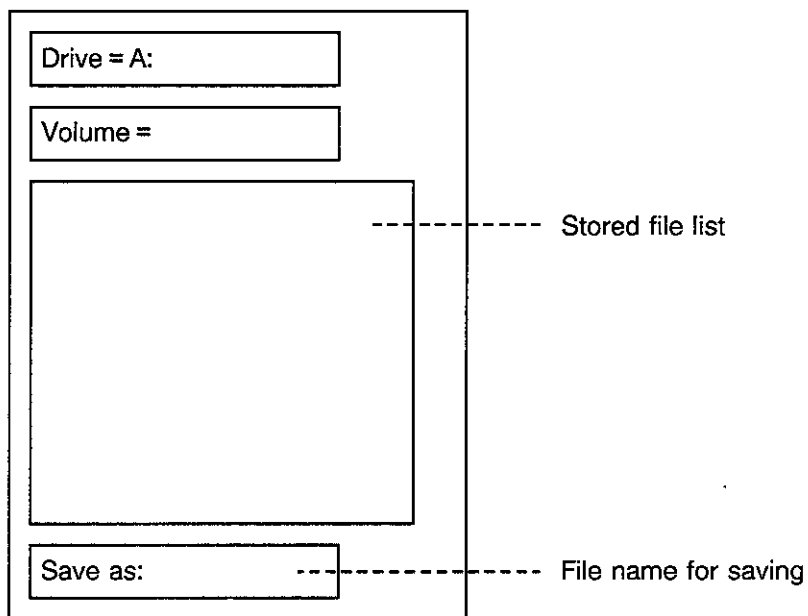 Drive = A:
Volume =
Stored file list
Save as:
File name for saving